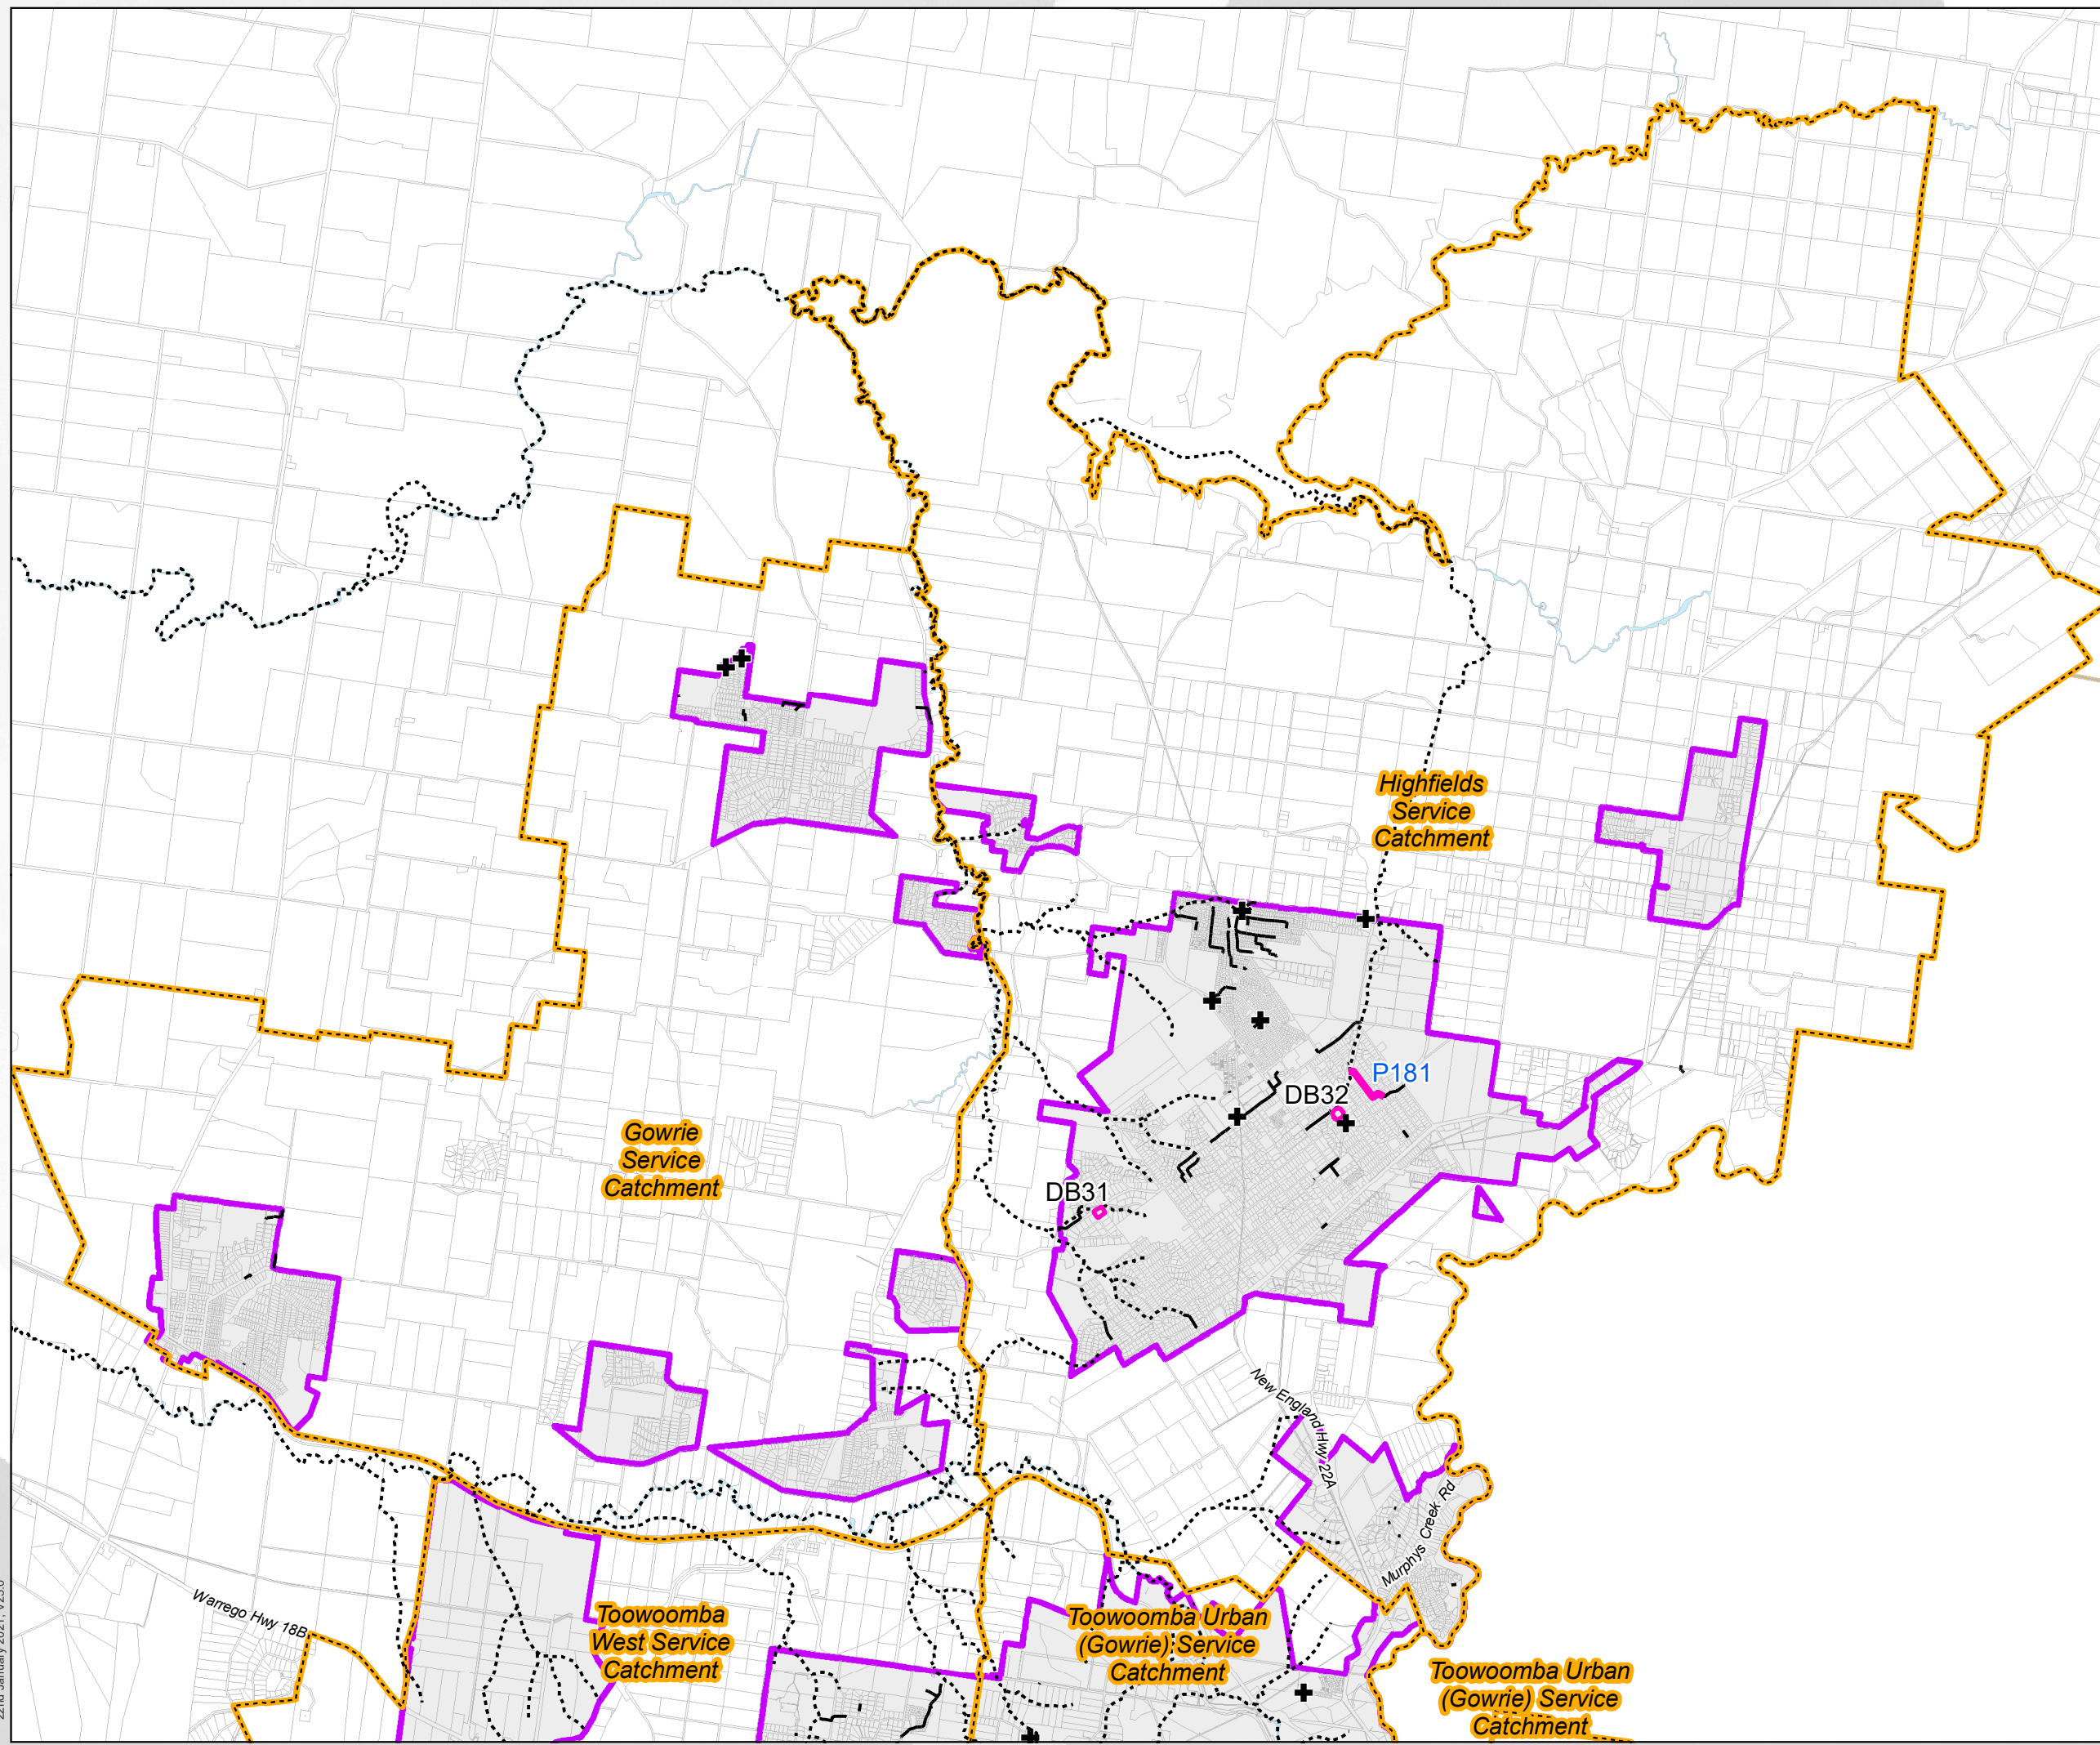 Highfields
Service
Catchment
P181
DB32
DB31
Gowrie
Service
Catchment
New England Hwy 22A
Murphys Creek Rd
Warrego Hwy 18B
Toowoomba
West Service
Catchment
Toowoomba Urban
(Gowrie) Service
Catchment
Toowoomba Urban
(Gowrie) Service
Catchment